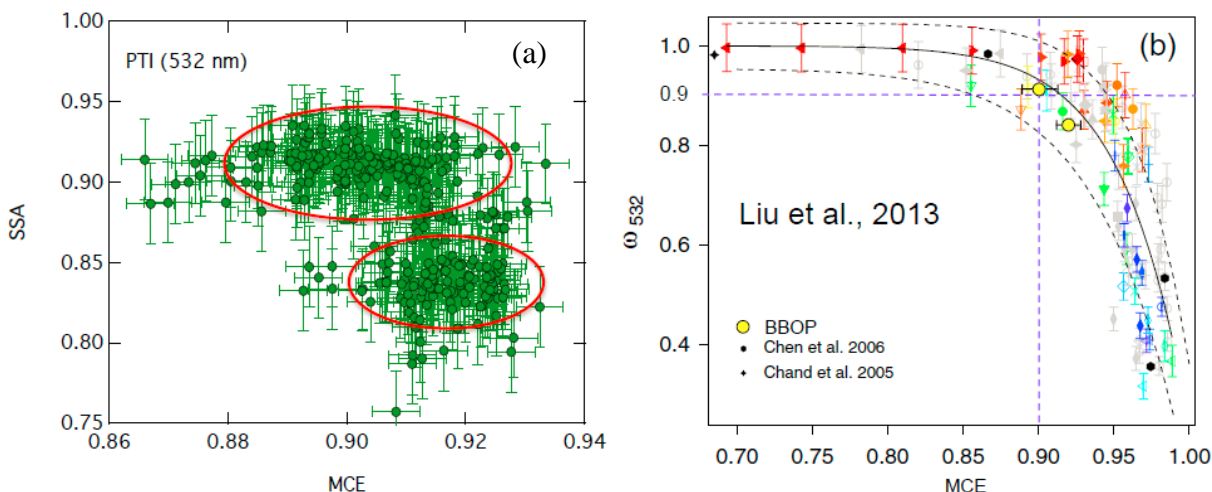 PTI (532 nm)
(a)
SSA
1.00
0.95
0.90
0.85
0.80
0.75
0.86
0.88
0.90
0.92
0.94
MCE
(b)
ω 532
1.0
0.9
0.8
0.6
0.4
Liu et al., 2013
BBOP
Chen et al. 2006
Chand et al. 2005
0.70
0.75
0.80
0.85
0.90
0.95
1.00
MCE